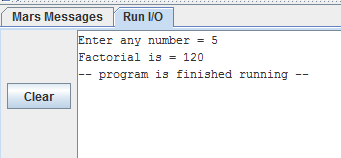 Mars Messages Run I/O
Enter any number = 5
Factorial is = 120
-- program is finished running --
Clear